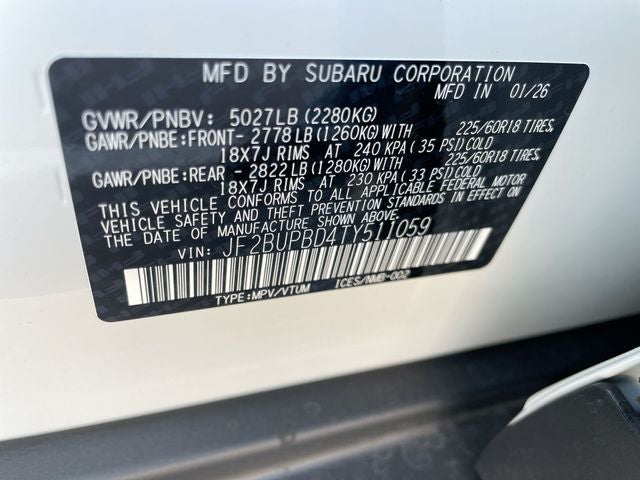 MFD BY SUBARU CORPORATION
MFD IN 01/26
GVWR/PNBV: 5027LB (2280KG)
GAWR/PNBE:FRONT- 2778LB(1260KG)WITH 225/60R18 TIRES,
18X7J RIMS AT 240 KPA ( 35 PSI)COLD
GAWR/PNBE:REAR - 2822LB(1280KG)WITH 225/60R18 TIRES,
18X7J RIMS AT 230 KPA ( 33 PSI)COLD
THIS VEHICLE CONFORMS TO ALL APPLICABLE FEDERAL MOTOR
VEHICLE SAFETY AND THEFT PREVENTION STANDARDS IN EFFECT ON
THE DATE OF MANUFACTURE SHOWN ABOVE.
VIN: JF2BUPBD4TY511059
TYPE:MPV/VTUM ICES/NMB-002